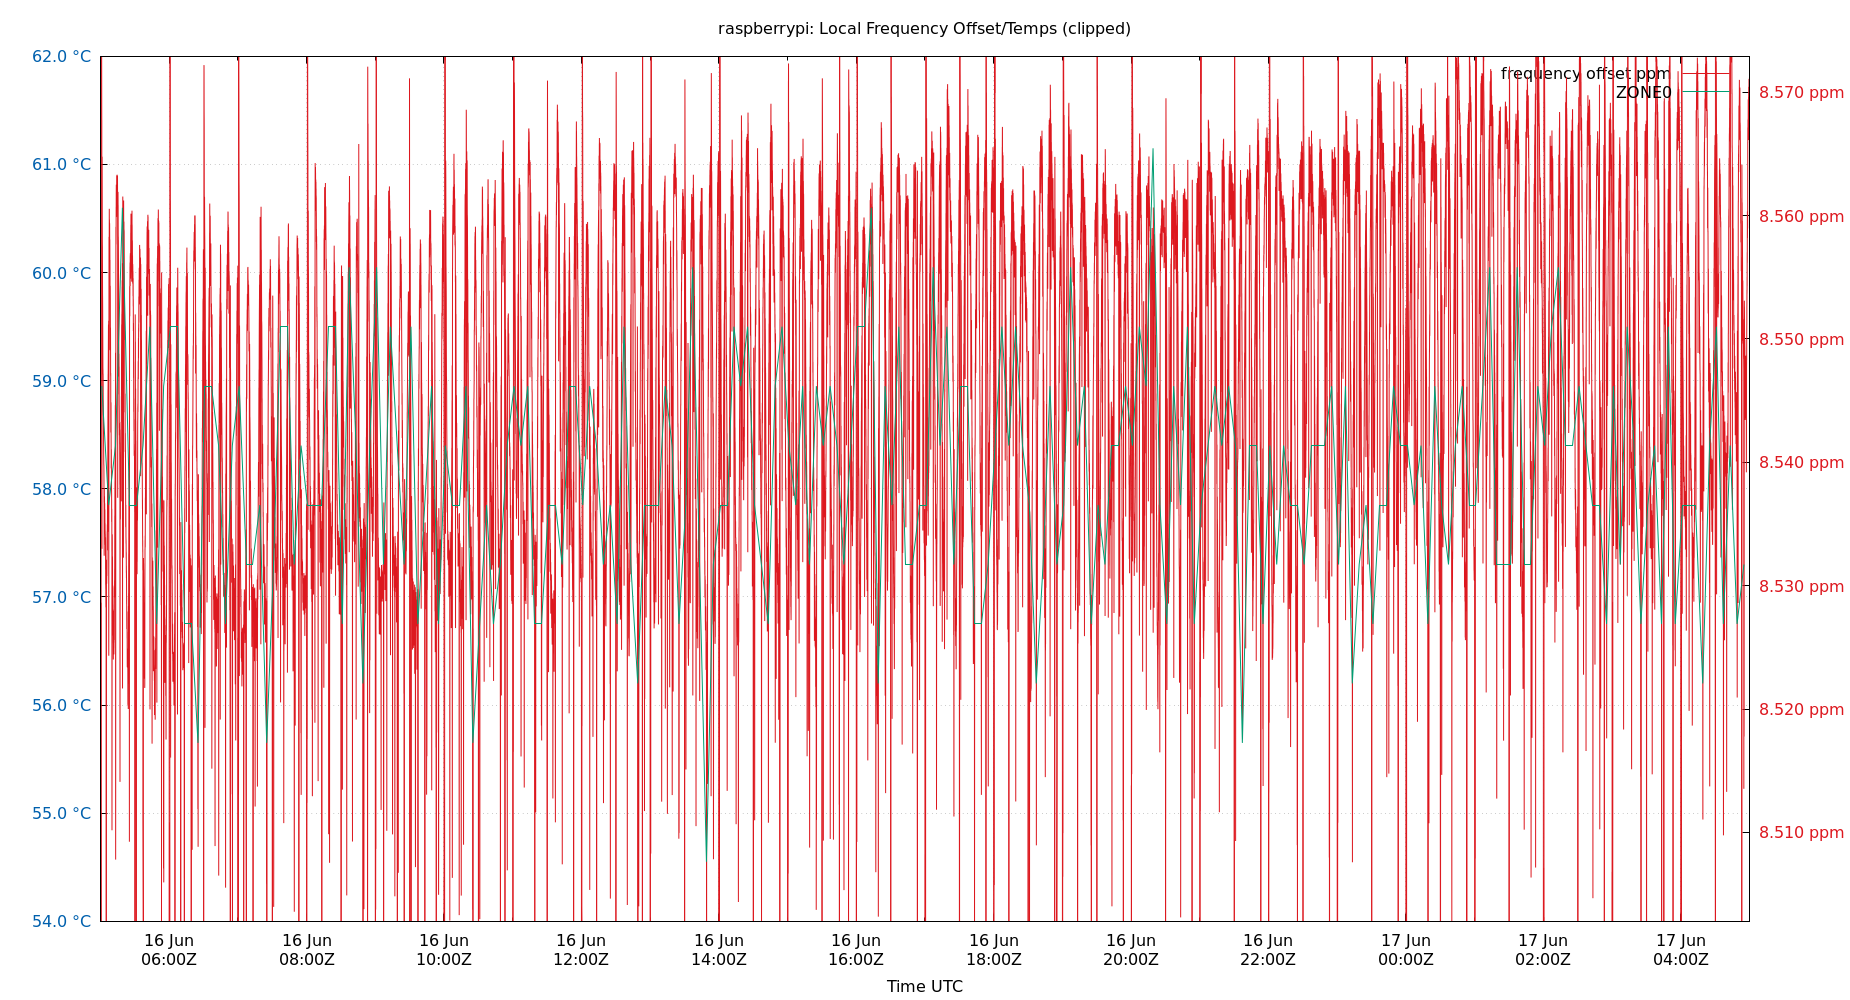 raspberrypi: Local Frequency Offset/Temps (clipped)
62.0 °C
61.0 °C
60.0 °C
59.0 °C
58.0 °C
57.0 °C
56.0 °C
55.0 °C
54.0 °C
frequency offset ppm
ZONE0
8.570 ppm
8.560 ppm
8.550 ppm
8.540 ppm
8.530 ppm
8.520 ppm
8.510 ppm
16 Jun 16 Jun 16 Jun 16 Jun 16 Jun 16 Jun 16 Jun 16 Jun 16 Jun 17 Jun 17 Jun 17 Jun
06:00Z 08:00Z 10:00Z 12:00Z 14:00Z 16:00Z 18:00Z 20:00Z 22:00Z 00:00Z 02:00Z 04:00Z
Time UTC